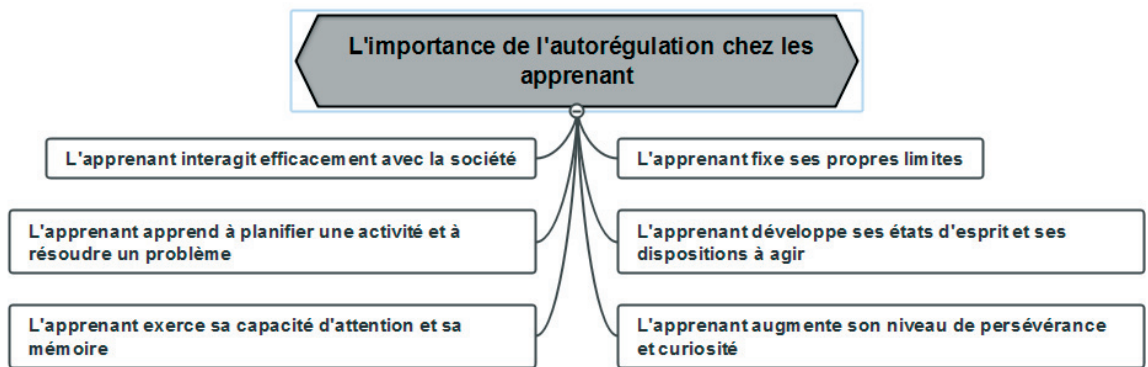 L'importance de l'autorégulation chez les
apprenant
L'apprenant interagit efficacement avec la société
L'apprenant fixe ses propres limites
L'apprenant apprend à planifier une activité et à
résoudre un problème
L'apprenant développe ses états d'esprit et ses
dispositions à agir
L'apprenant exerce sa capacité d'attention et sa
mémoire
L'apprenant augmente son niveau de persévérance
et curiosité